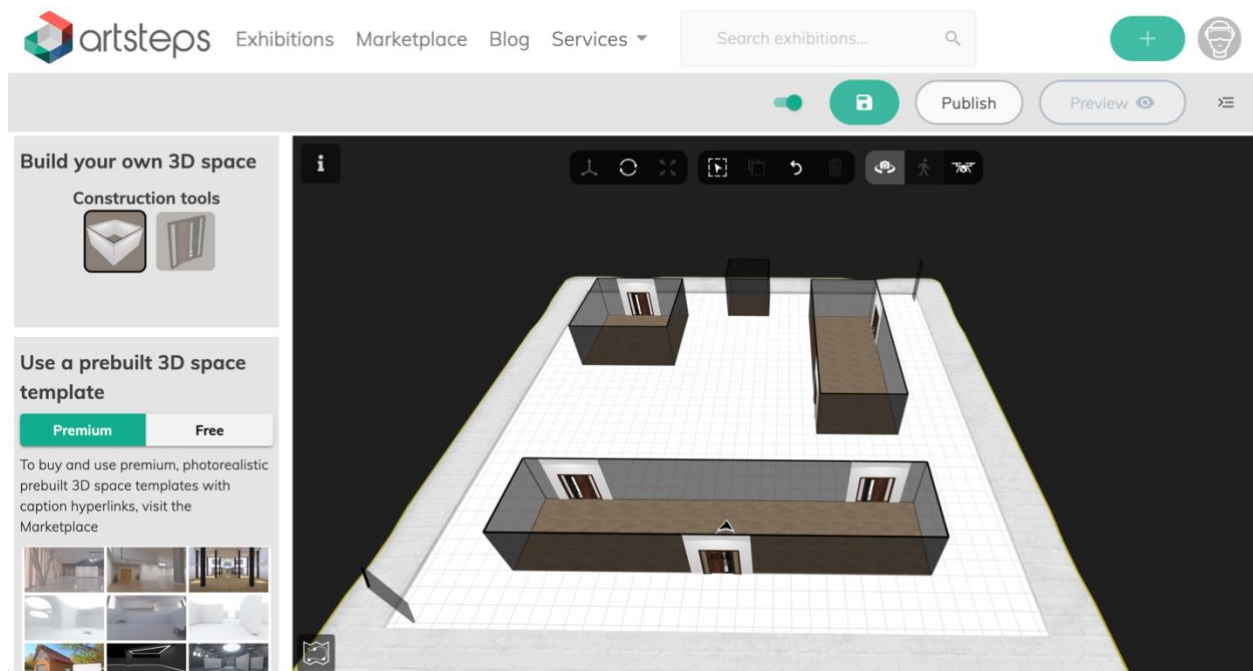 artsteps Exhibitions Marketplace Blog Services Search exhibitions...
Publish Preview
Build your own 3D space
Construction tools
Use a prebuilt 3D space
template
Premium Free
To buy and use premium, photorealistic
prebuilt 3D space templates with
caption hyperlinks, visit the
Marketplace